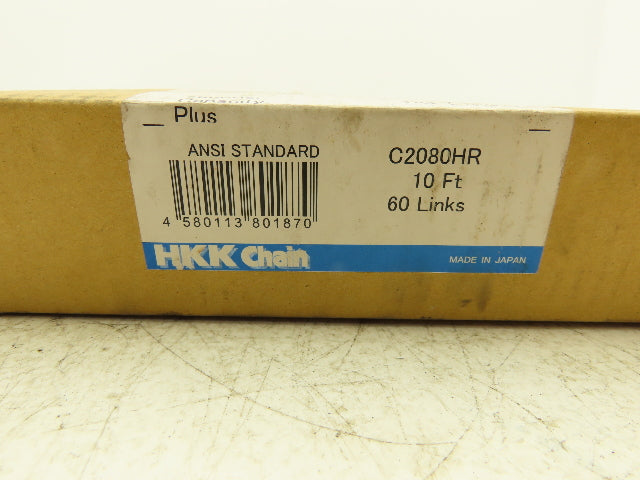 Plus
ANSI STANDARD
C2080HR
10 Ft
60 Links
4 580113 801870
HKK Chain
MADE IN JAPAN